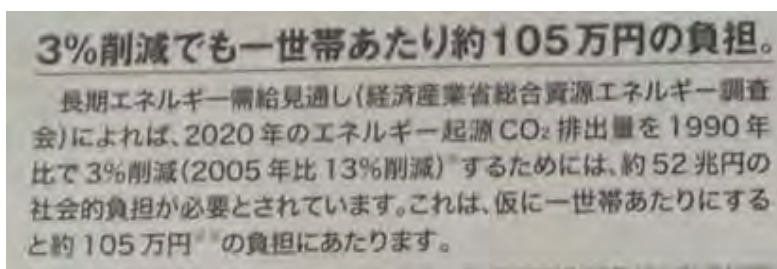 3%削減でも一世帯あたり約105万円の負担。
長期エネルギー需給見通し(経済産業省総合資源エネルギー調査
会)によれば、2020年のエネルギー起源CO₂排出量を1990年
比で3%削減(2005年比13%削減)*するためには、約52兆円の
社会的負担が必要とされています。これは、仮に一世帯あたりにする
と約105万円**の負担にあたります。